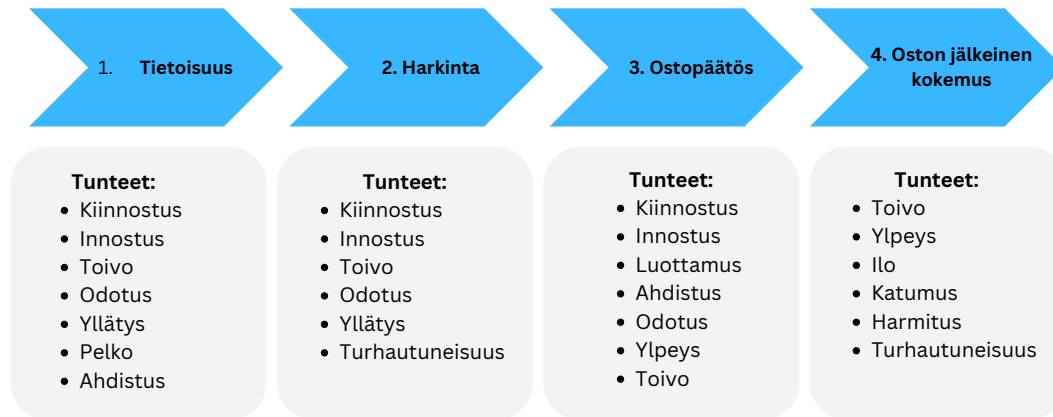 1. Tietoisuus
2. Harkinta
3. Ostopäätös
4. Oston jälkeinen
kokemus
Tunteet:
• Kiinnostus
• Innostus
• Toivo
• Odotus
• Yllätys
• Pelko
• Ahdistus
Tunteet:
• Kiinnostus
• Innostus
• Toivo
• Odotus
• Yllätys
• Turhautuneisuus
Tunteet:
• Kiinnostus
• Innostus
• Luottamus
• Ahdistus
• Odotus
• Ylpeys
• Toivo
Tunteet:
• Toivo
• Ylpeys
• Ilo
• Katumus
• Harmitus
• Turhautuneisuus